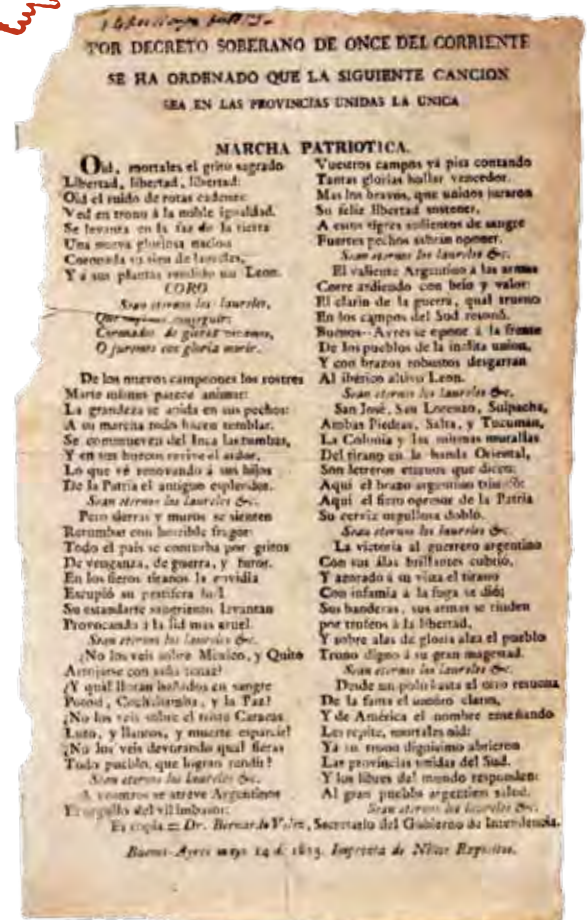 POR DECRETO SOBERANO DE ONCE DEL CORRIENTE
SE HA ORDENADO QUE LA SIGUIENTE CANCION
SEA EN LAS PROVINCIAS UNIDAS LA UNICA
MARCHA PATRIOTICA.
Oid, mortales el grito sagrado
Libertad, libertad, libertad:
Oid el ruido de rotas cadenas:
Ved en trono á la noble igualdad.
Se levanta en la faz de la tierra
Una nueva gloriosa nacion
Coronada su sien de laureles,
Y á sus plantas rendido un Leon.
CORO
Sean eternos los laureles,
Que supimos conseguir:
Coronados de gloria vivamos,
O juremos con gloria morir.
De los nuevos campeones los rostros
Marte mismo parece animar:
La grandeza se anida en sus pechos:
A su marcha todo hacen temblar.
Se conmueven del Inca las tumbas,
Y en sus huecos revive el ardor,
Lo que vé renovando á sus hijos
De la Patria el antiguo esplendor.
Sean eternos los laureles &c.
Pero sierras y muros se sienten
Retumbar con horrible fragor:
Todo el pais se conturba por gritos
De venganza, de guerra, y furor.
En los fieros tiranos la envidia
Escupió su pestifera hiel
Su estandarte sangriento levantan
Provocando á la lid mas cruel.
Sean eternos los laureles &c.
¿No los veis sobre Mexico, y Quito
Arrojarse con saña tenaz?
¿Y qual lloran bañados en sangre
Potosí, Cochabamba, y la Paz?
¿No los veis sobre el triste Caracas
Luto, y llantos, y muerte esparcir?
¿No los veis devorando qual fieras
Todo pueblo, que logran rendir?
Sean eternos los laureles &c.
A vosotros se atreve Argentinos
El orgullo del vil imbasor:
Vuestros campos ya pisa contando
Tantas glorias hollar vencedor.
Mas los bravos, que unidos juraron
Su feliz libertad sostener,
A estos tigres sedientos de sangre
Fuertes pechos sabrán oponer.
Sean eternos los laureles &c.
El valiente Argentino á las armas
Corre ardiendo con brio y valor:
El clarin de la guerra, qual trueno
En los campos del Sud resonó.
Buenos-Ayres se opone á la frente
De los pueblos de la inclita union,
Y con brazos robustos desgarran
Al ibérico altivo Leon.
Sean eternos los laureles &c.
San José, San Lorenzo, Suipacha,
Ambas Piedras, Salta, y Tucumán,
La Colonia y las mismas murallas
Del tirano en la banda Oriental,
Son letreros eternos que dicen:
Aqui el brazo argentino triunfó:
Aqui el fiero opresor de la Patria
Su cerviz orgullosa dobló.
Sean eternos los laureles &c.
La victoria al guerrero argentino
Con sus álas brillantes cubrió,
Y azorado á su vista el tirano
Con infamia á la fuga se dió;
Sus banderas, sus armas se rinden
por trofeos á la libertad,
Y sobre alas de gloria alza el pueblo
Trono digno á su gran magestad.
Sean eternos los laureles &c.
Desde un polo hasta el otro resuena
De la fama el sonoro clarin,
Y de América el nombre enseñando
Les repite, mortales oid:
Ya su trono dignisimo abrieron
Las provincias unidas del Sud.
Y los libres del mundo responden:
Al gran pueblo argentino salud.
Sean eternos los laureles &c.
Es copia = Dr. Bernardo Velez, Secretario del Gobierno de Intendencia.
Buenos-Ayres mayo 14 de 1813. Imprenta de Niños Expositos.